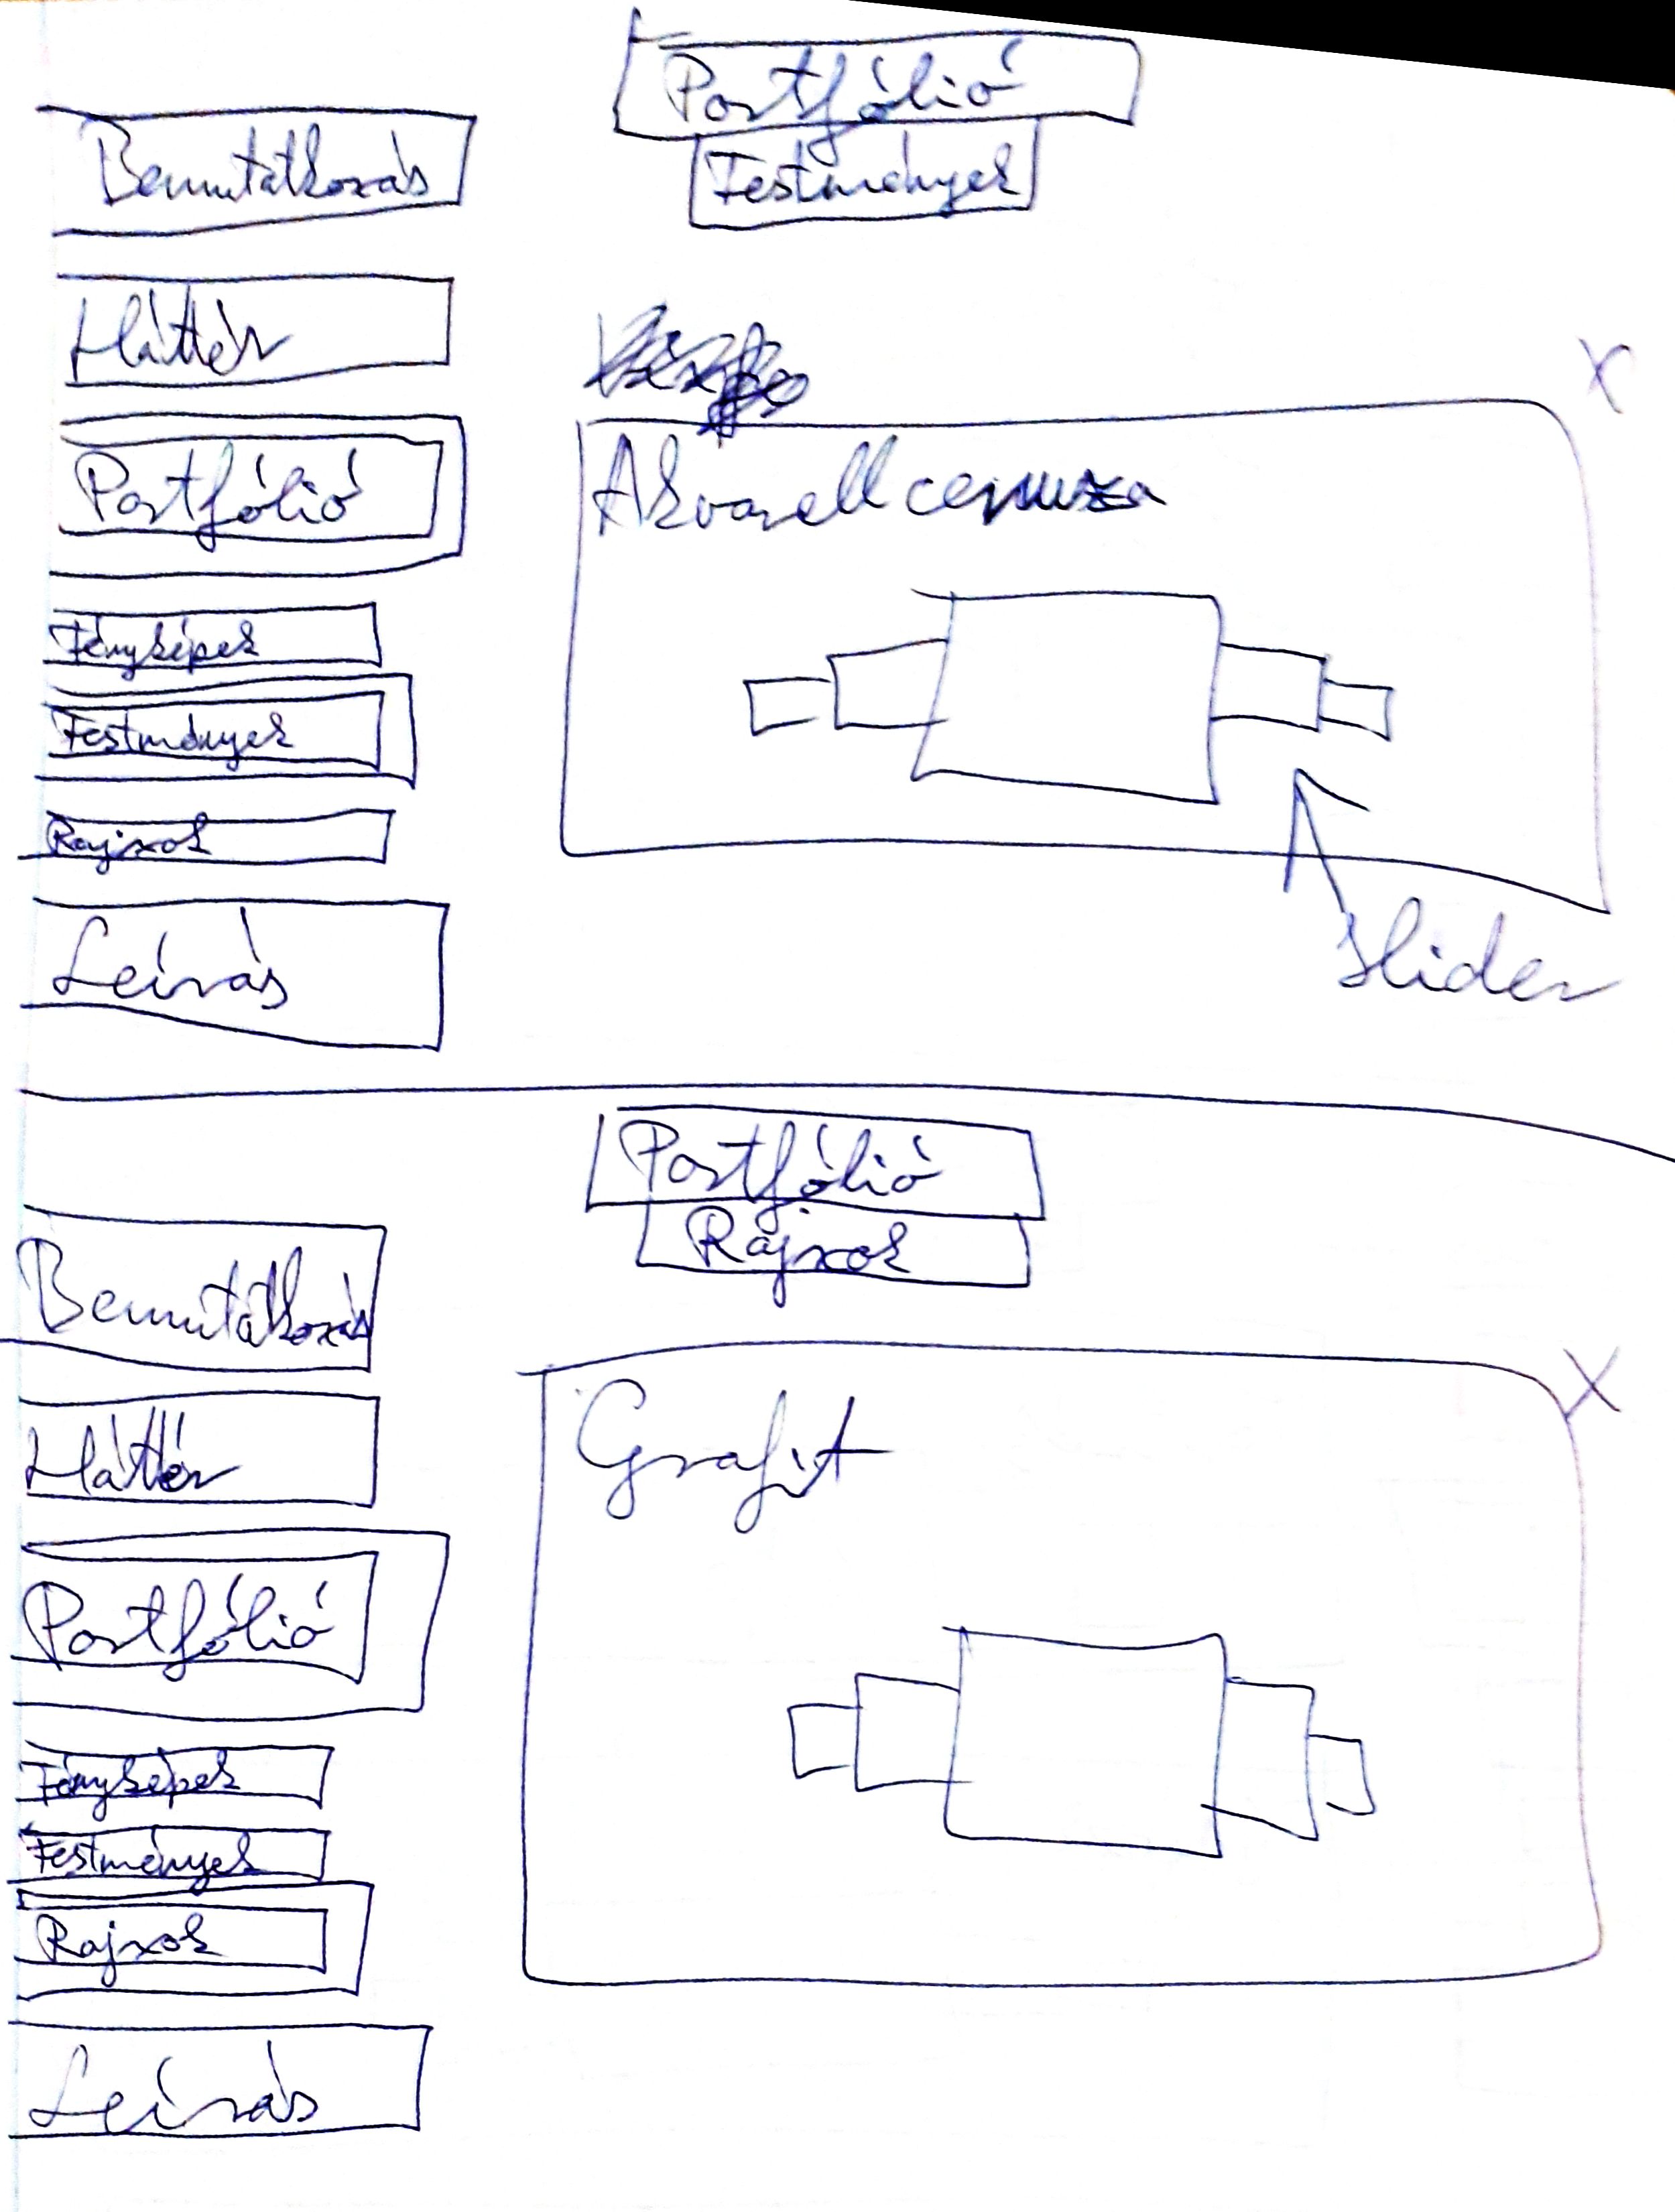 Portfólió
Festmények
Bemutatkozás
Háttér
Portfólió
Fényképek
Festmények
Rajzok
Leírás
X
Akvarell ceruza
slider
Portfólió
Rajzok
Bemutatkozás
Háttér
Portfólió
Fényképek
Festmények
Rajzok
Leírás
X
Grafit